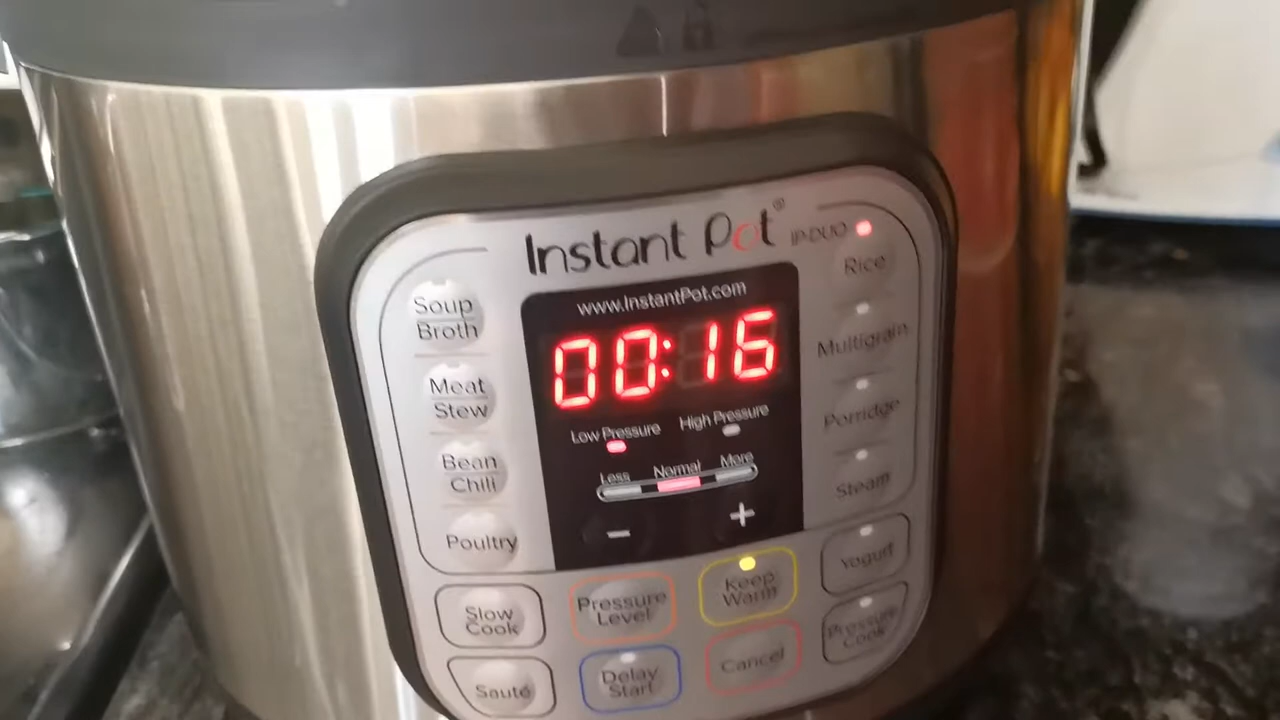 Instant Pot® IP-DUO
www.InstantPot.com
00:16
Low Pressure High Pressure
Less Normal More
− +
Soup
Broth
Meat
Stew
Bean
Chili
Poultry
Rice
Multigrain
Porridge
Steam
Slow
Cook
Pressure
Level
Keep
Warm
Yogurt
Sauté
Delay
Start
Cancel
Pressure
Cook